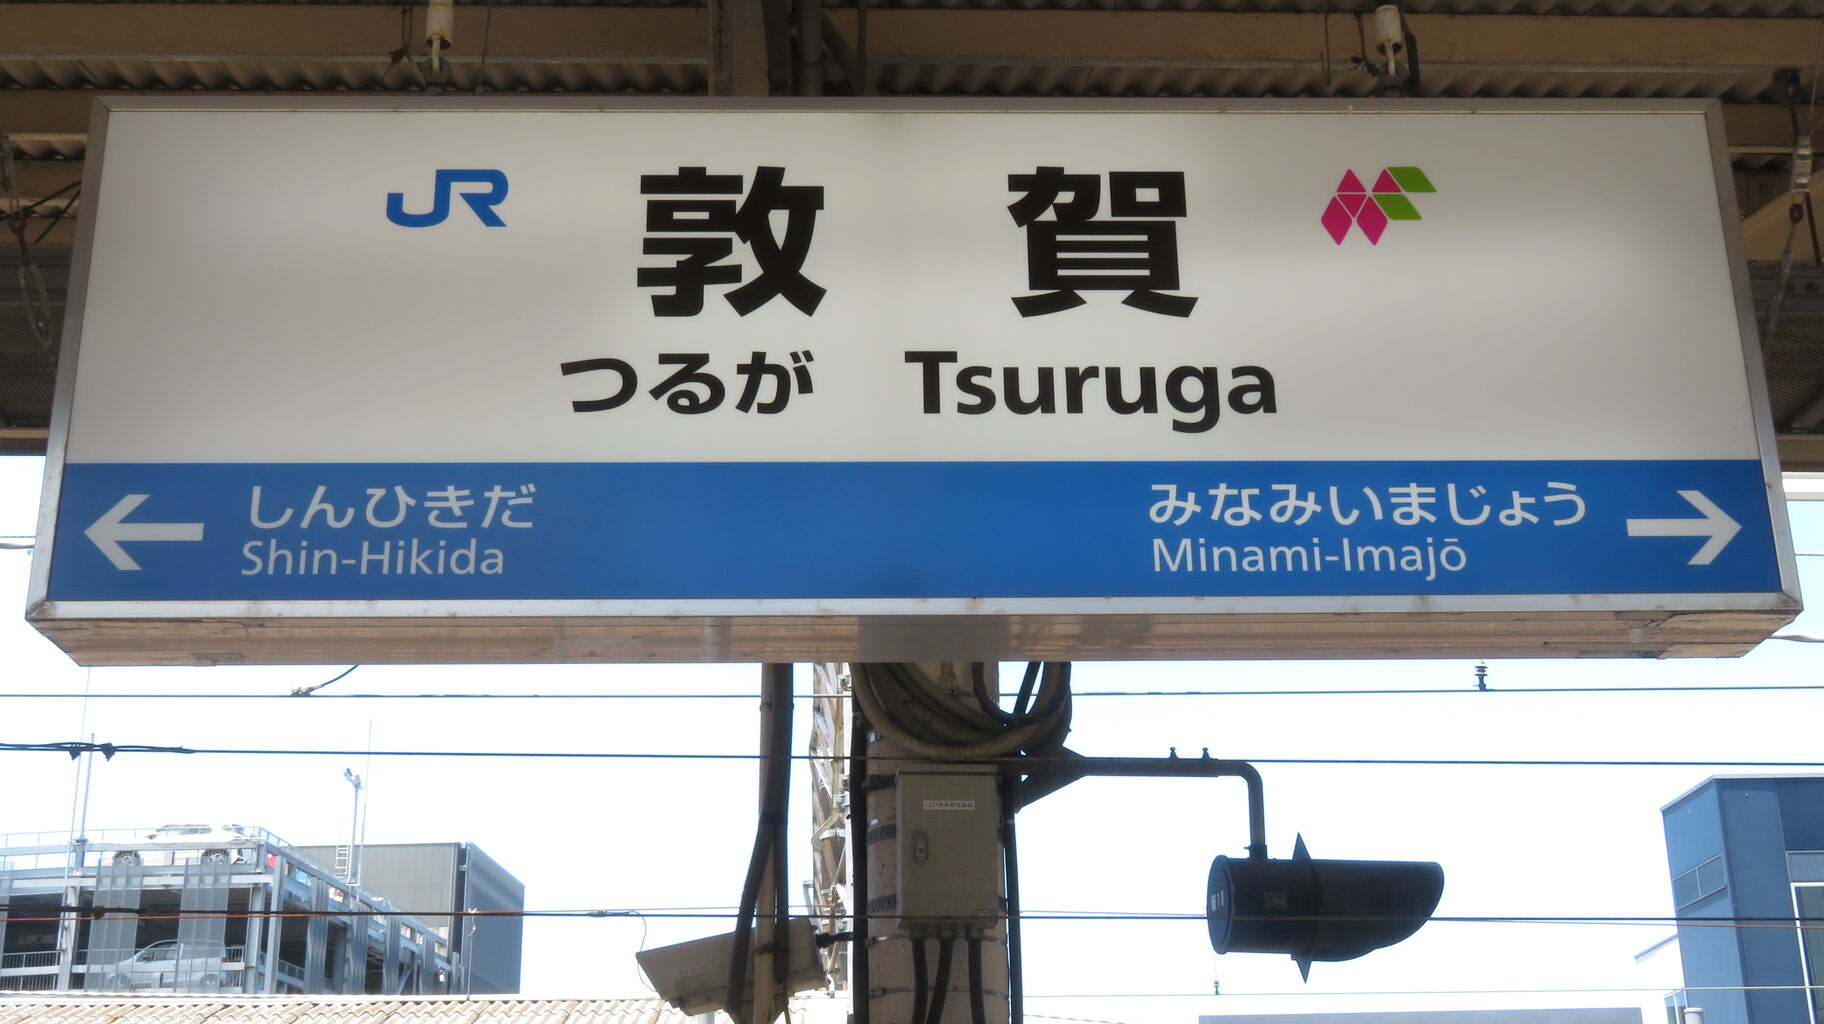 JR 敦賀
つるが Tsuruga
← しんひきだ
Shin-Hikida
みなみいまじょう →
Minami-Imajō